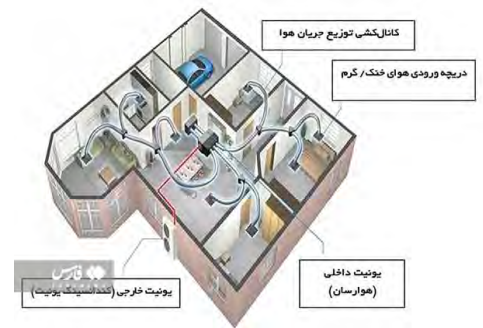 کانال‌کشی توزیع جریان هوا
دریچه ورودی هوای خنک/ گرم
یونیت داخلی
(هوارسان)
یونیت خارجی (کندانسینگ یونیت)
فارس